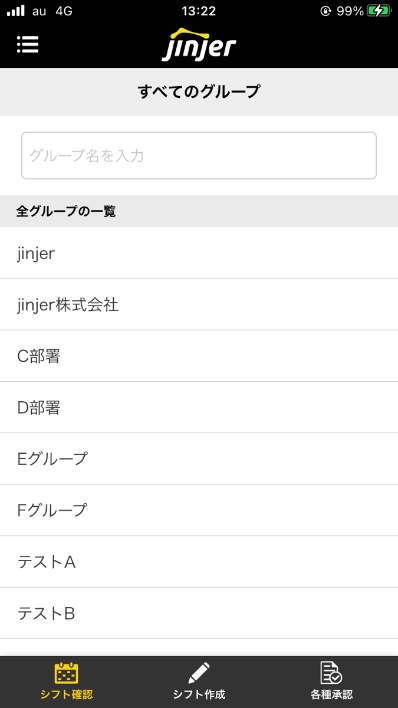 au 4G 13:22 99%
jinjer
すべてのグループ
グループ名を入力
全グループの一覧
jinjer
jinjer株式会社
C部署
D部署
Eグループ
Fグループ
テストA
テストB
シフト確認 シフト作成 各種承認